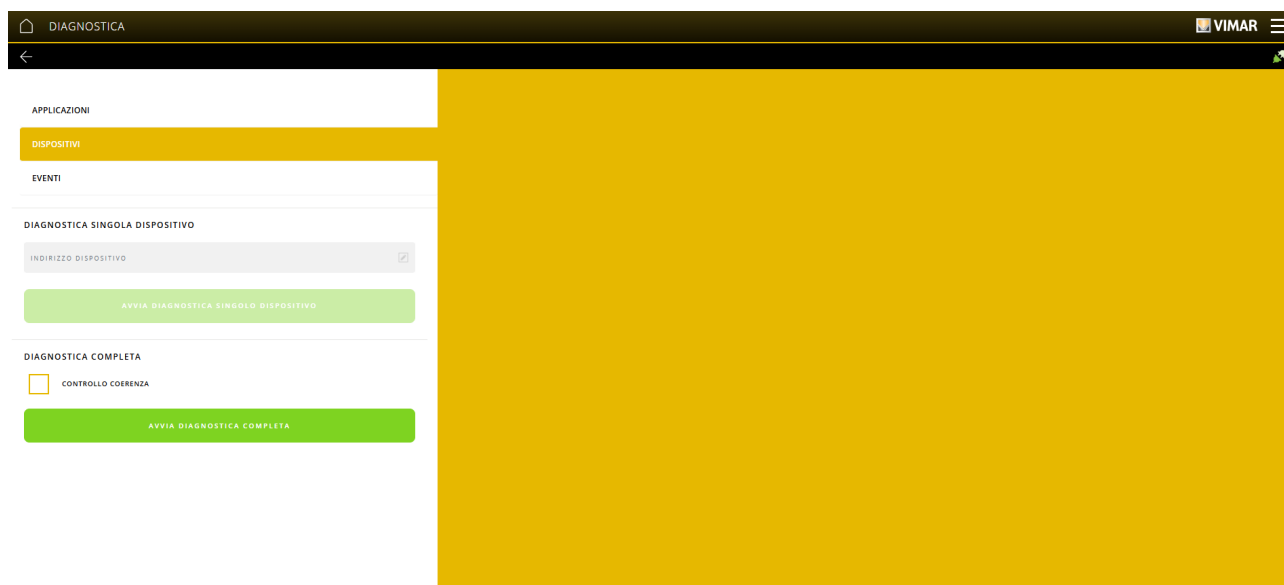 DIAGNOSTICA
VIMAR
APPLICAZIONI
DISPOSITIVI
EVENTI
DIAGNOSTICA SINGOLA DISPOSITIVO
INDIRIZZO DISPOSITIVO
AVVIA DIAGNOSTICA SINGOLO DISPOSITIVO
DIAGNOSTICA COMPLETA
CONTROLLO COERENZA
AVVIA DIAGNOSTICA COMPLETA